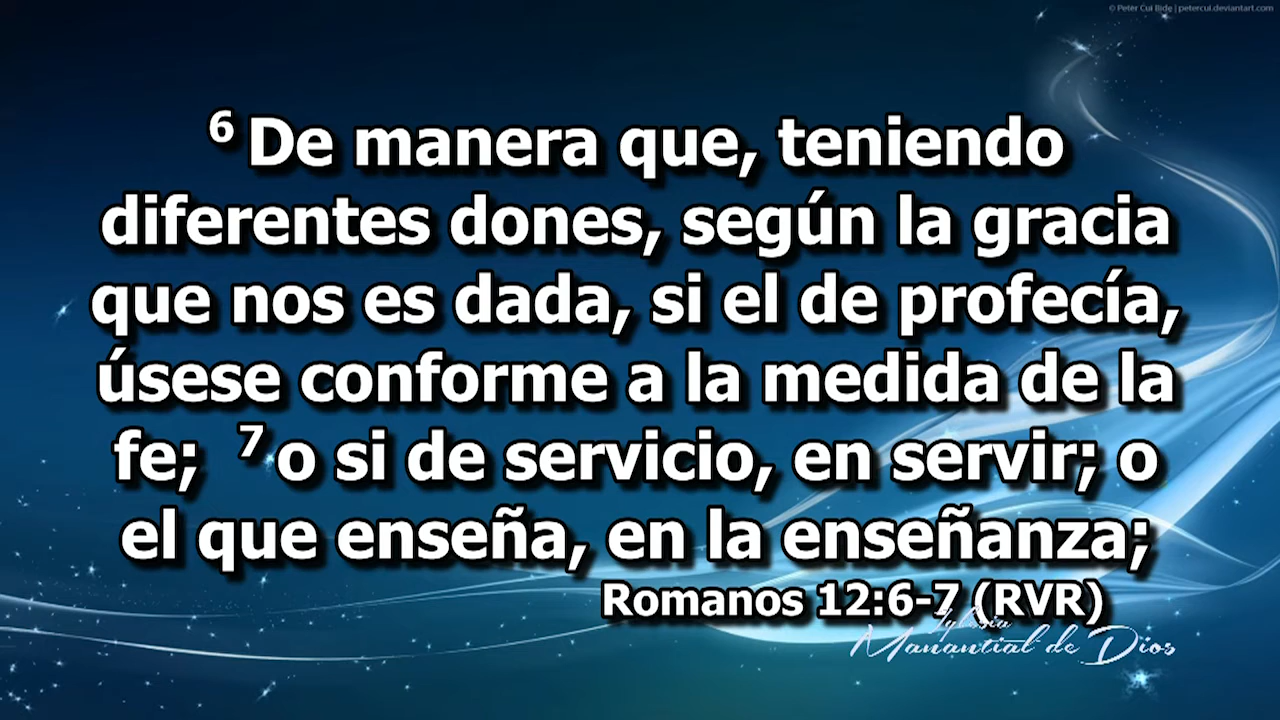 © Peter Cui Ride | petercui.deviantart.com
6 De manera que, teniendo
diferentes dones, según la gracia
que nos es dada, si el de profecía,
úsese conforme a la medida de la
fe; 7 o si de servicio, en servir; o
el que enseña, en la enseñanza;
Romanos 12:6-7 (RVR)
Iglesia
Manantial de Dios